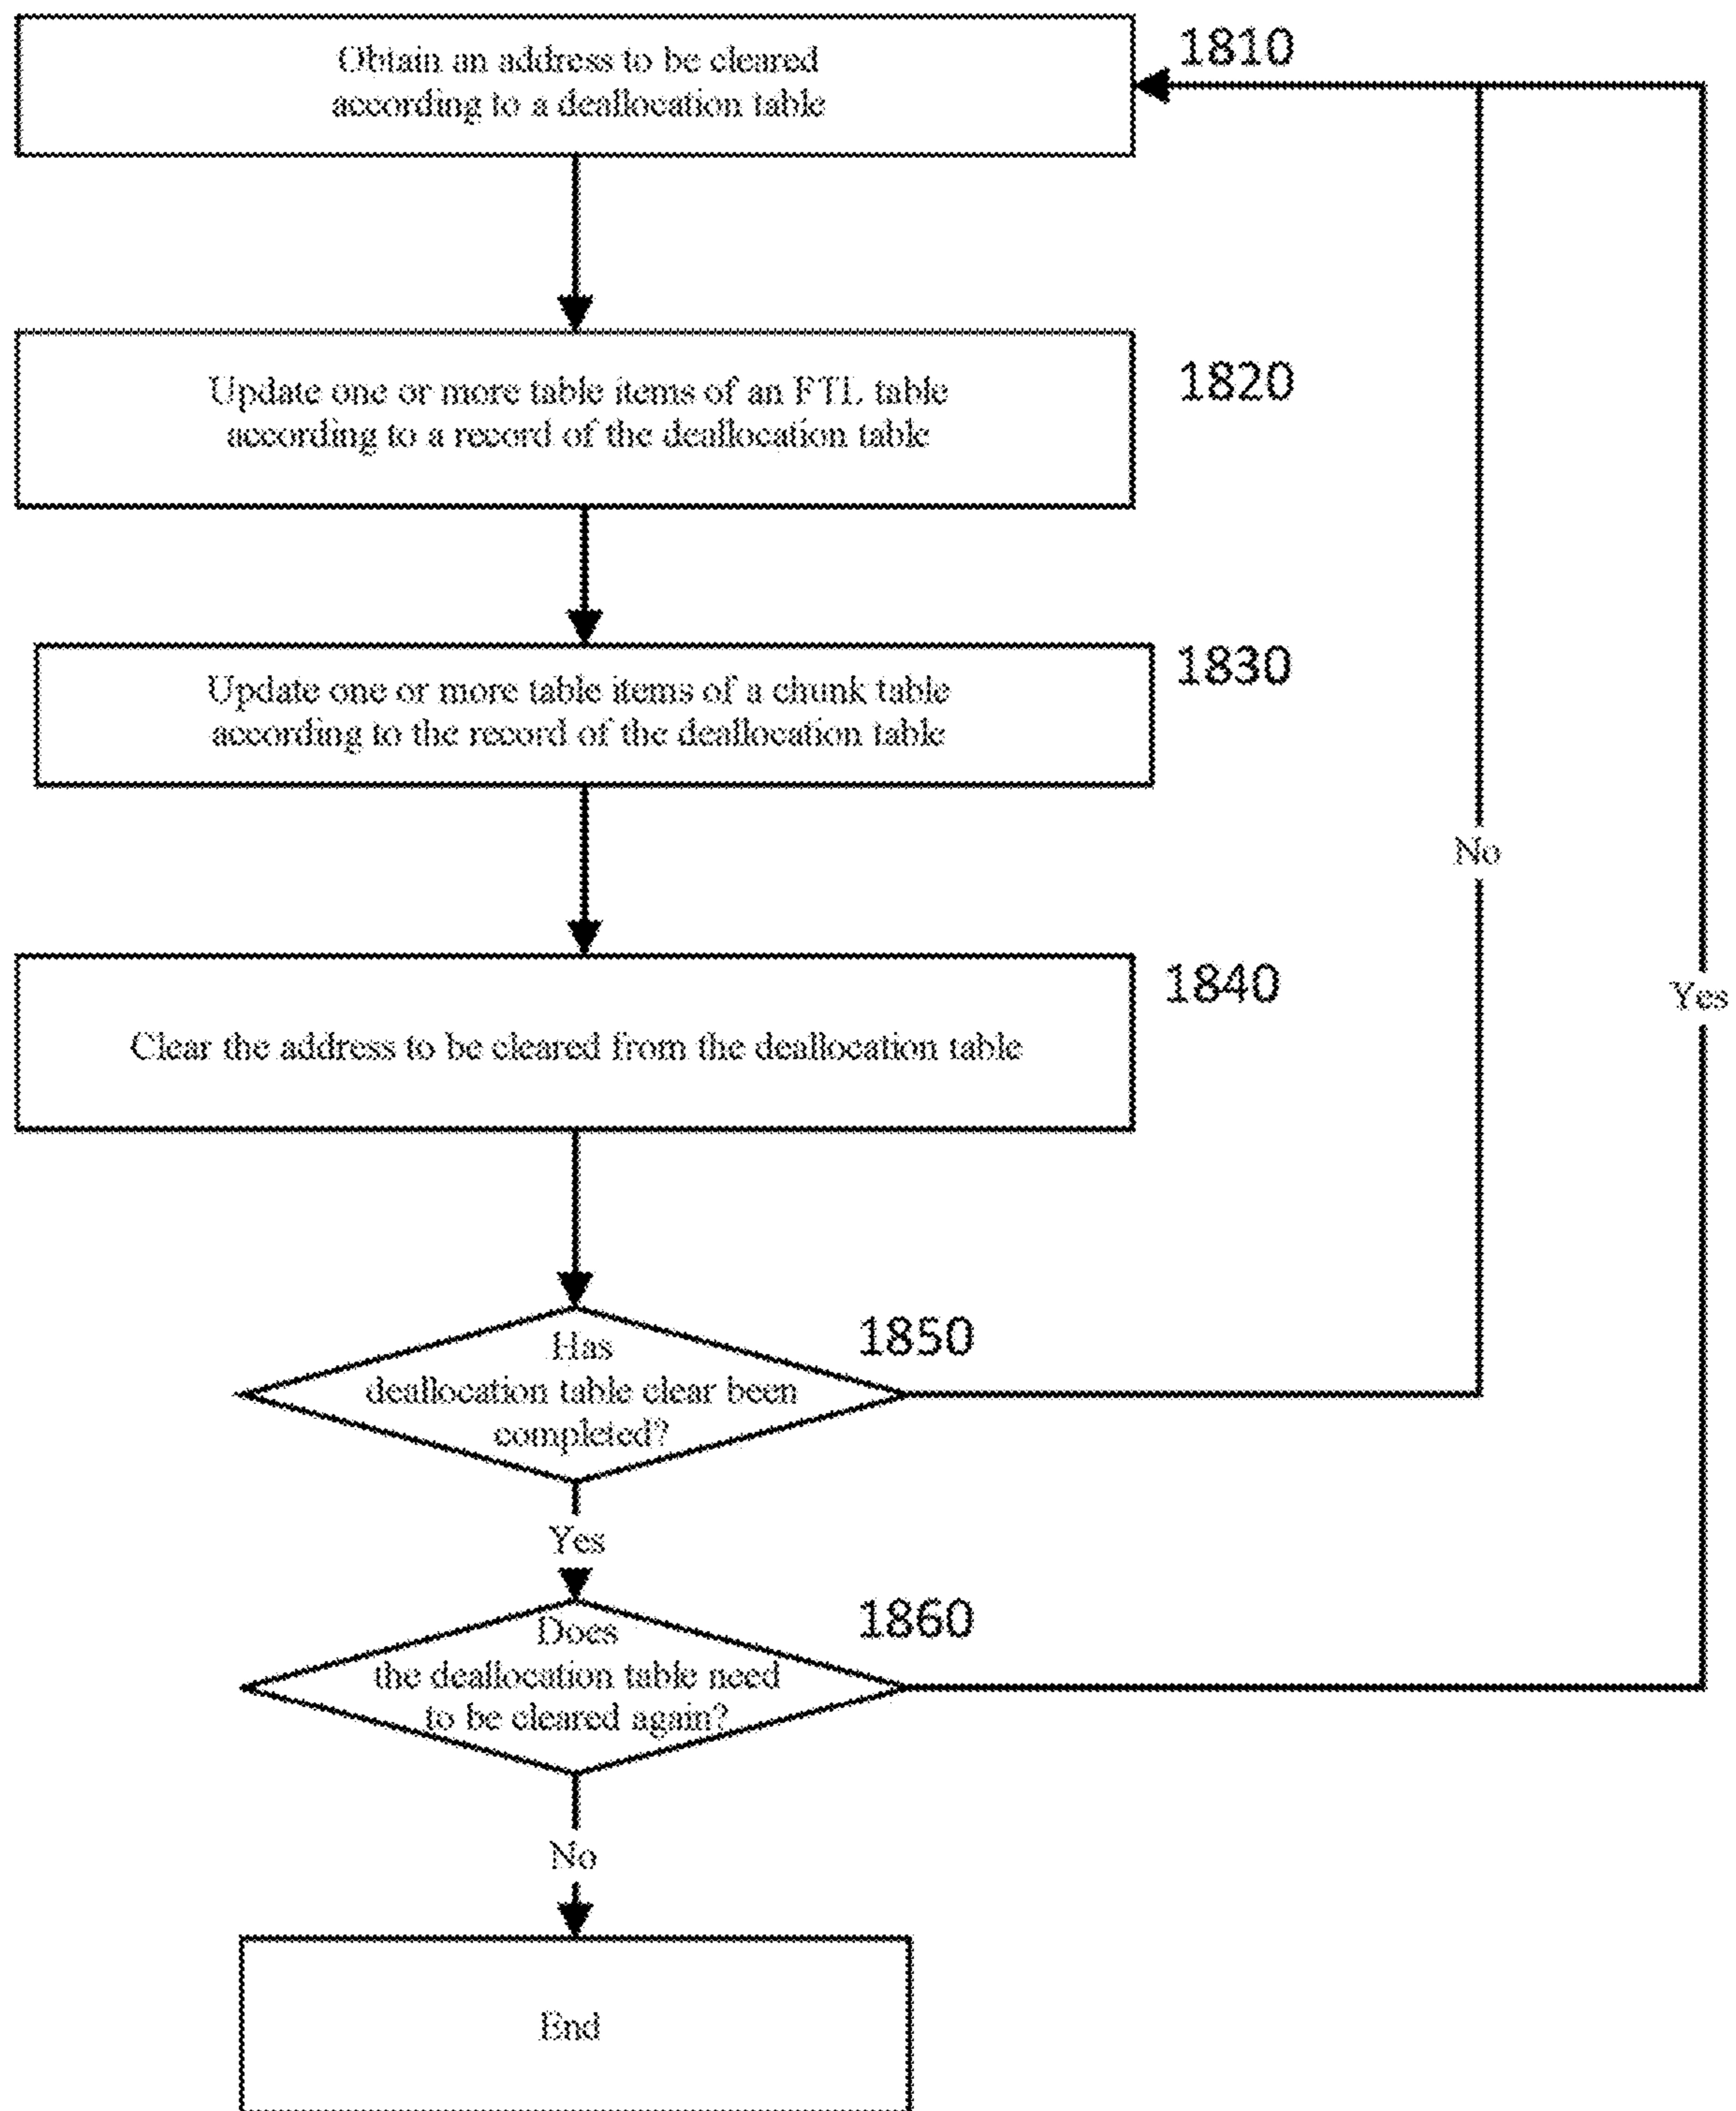 Obtain an address to be cleared
according to a deallocation table
1810
Update one or more table items of an FTL table
according to a record of the deallocation table
1820
Update one or more table items of a chunk table
according to the record of the deallocation table
1830
No
Clear the address to be cleared from the deallocation table
1840
Yes
Has
deallocation table clear been
completed?
1850
Yes
Does
the deallocation table need
to be cleared again?
1860
No
End